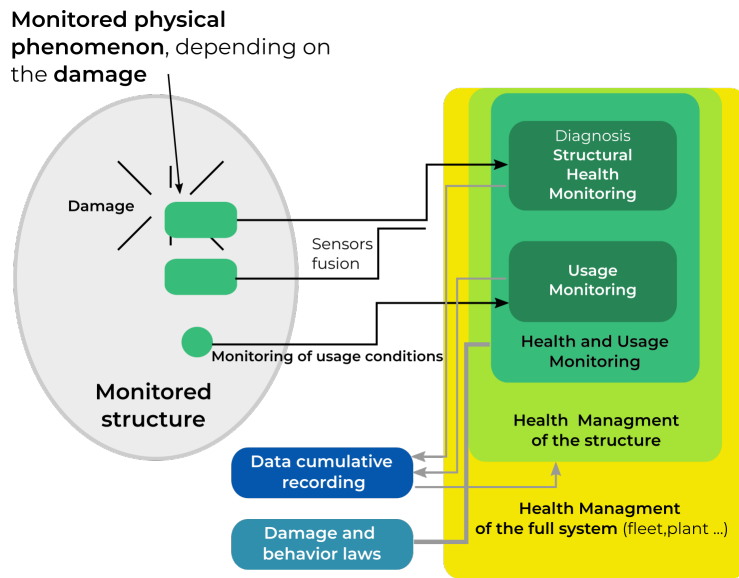 Monitored physical
phenomenon, depending on
the damage
Damage
Sensors
fusion
Monitoring of usage conditions
Monitored
structure
Diagnosis
Structural
Health
Monitoring
Usage
Monitoring
Health and Usage
Monitoring
Health Managment
of the structure
Data cumulative
recording
Health Managment
of the full system (fleet,plant ...)
Damage and
behavior laws